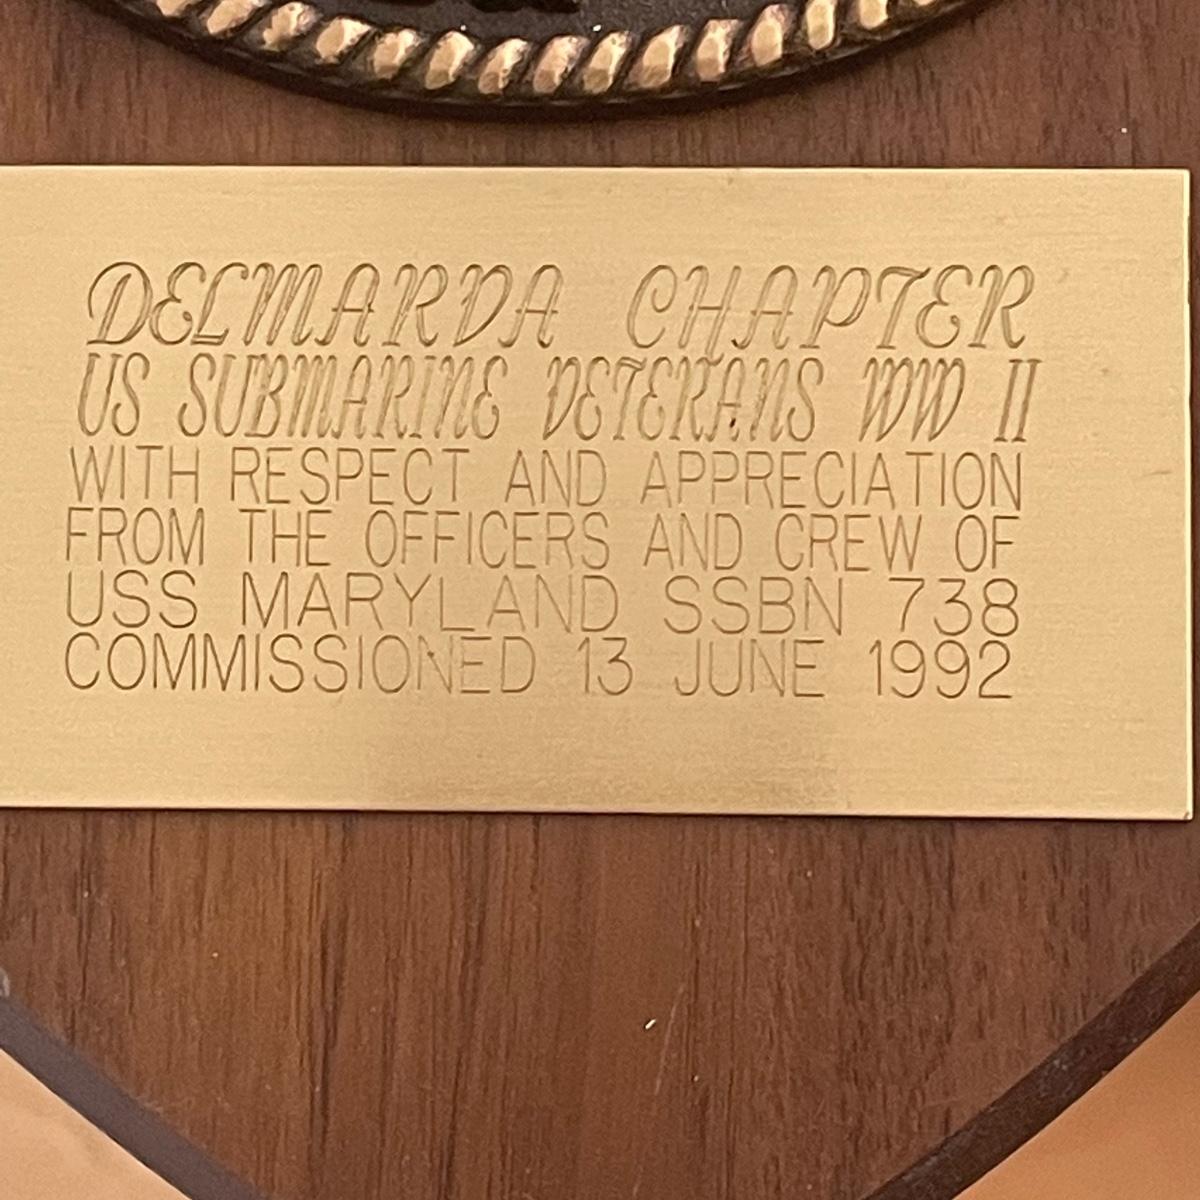 DELMARVA CHAPTER
US SUBMARINE VETERANS WW II
WITH RESPECT AND APPRECIATION
FROM THE OFFICERS AND CREW OF
USS MARYLAND SSBN 738
COMMISSIONED 13 JUNE 1992